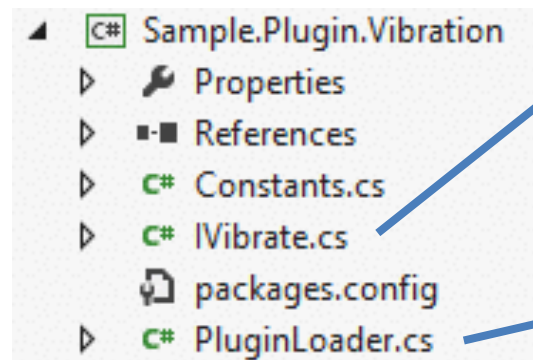 C# Sample.Plugin.Vibration
Properties
References
C# Constants.cs
C# IVibrate.cs
packages.config
C# PluginLoader.cs